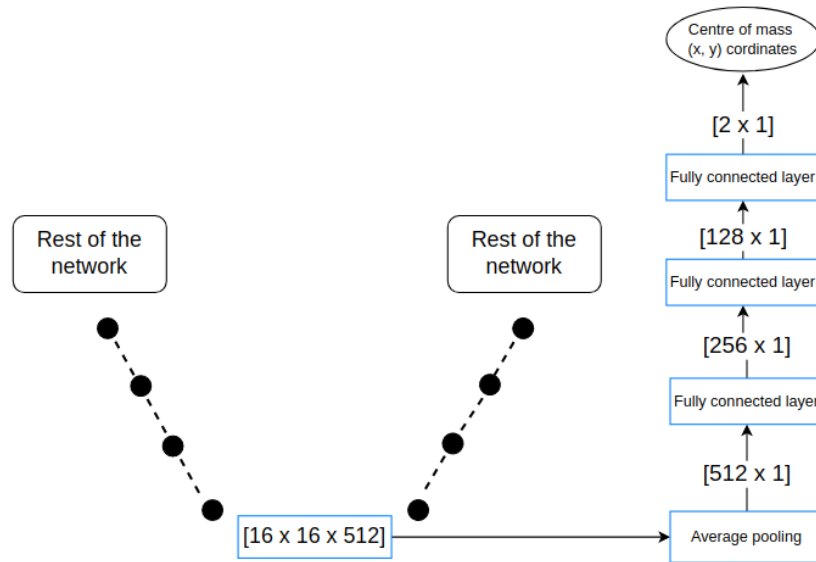 Centre of mass
(x, y) cordinates
[2 x 1]
Fully connected layer
[128 x 1]
Fully connected layer
[256 x 1]
Fully connected layer
[512 x 1]
Average pooling
Rest of the
network
Rest of the
network
[16 x 16 x 512]